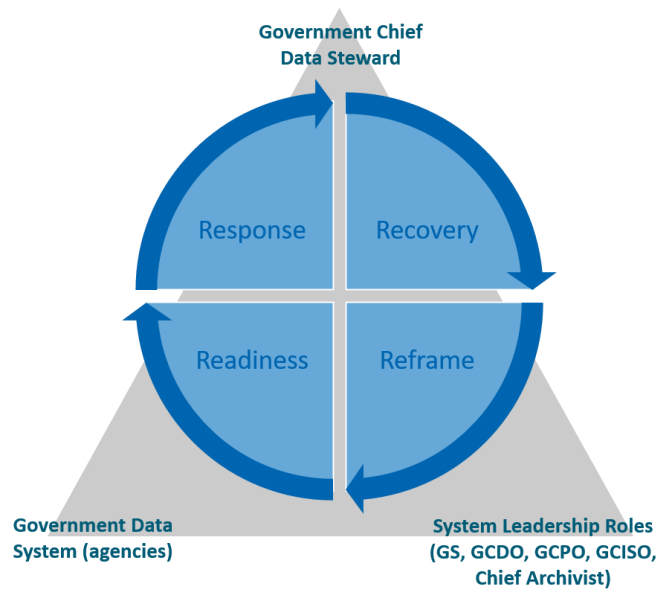 Government Chief
Data Steward
Response
Recovery
Readiness
Reframe
Government Data
System (agencies)
System Leadership Roles
(GS, GCDO, GCPO, GCISO,
Chief Archivist)